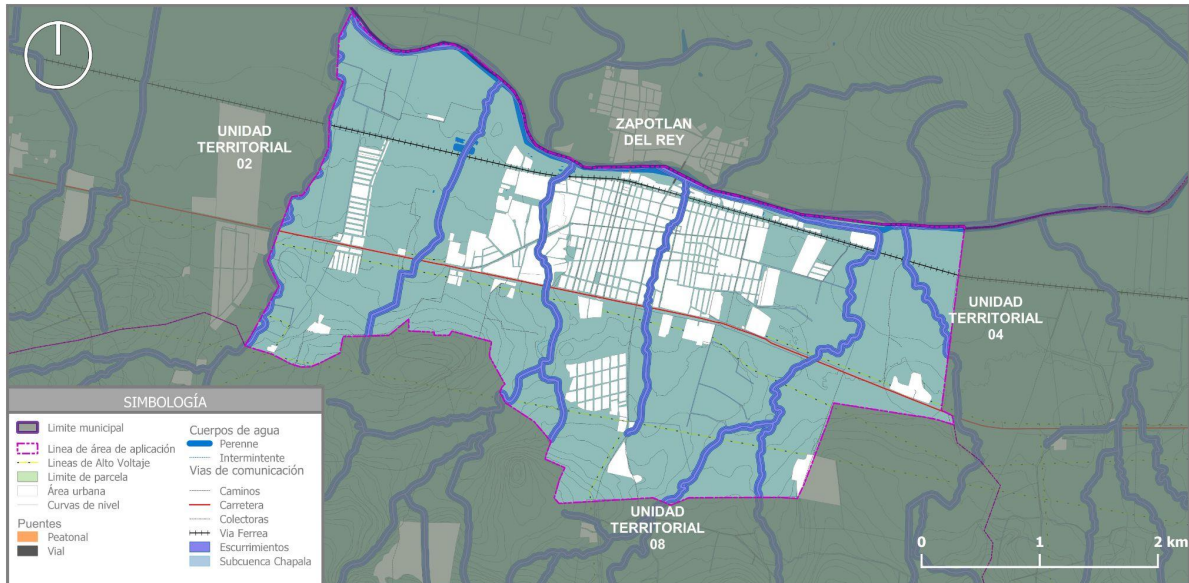 ZAPOTLAN
DEL REY
UNIDAD
TERRITORIAL
02
UNIDAD
TERRITORIAL
04
UNIDAD
TERRITORIAL
08
SIMBOLOGÍA
Limite municipal
Linea de área de aplicación
Lineas de Alto Voltaje
Limite de parcela
Área urbana
Curvas de nivel
Puentes
Peatonal
Vial
Cuerpos de agua
Perenne
Intermintente
Vias de comunicación
Caminos
Carretera
Colectoras
Via Ferrea
Escurrimientos
Subcuenca Chapala
0 1 2 km